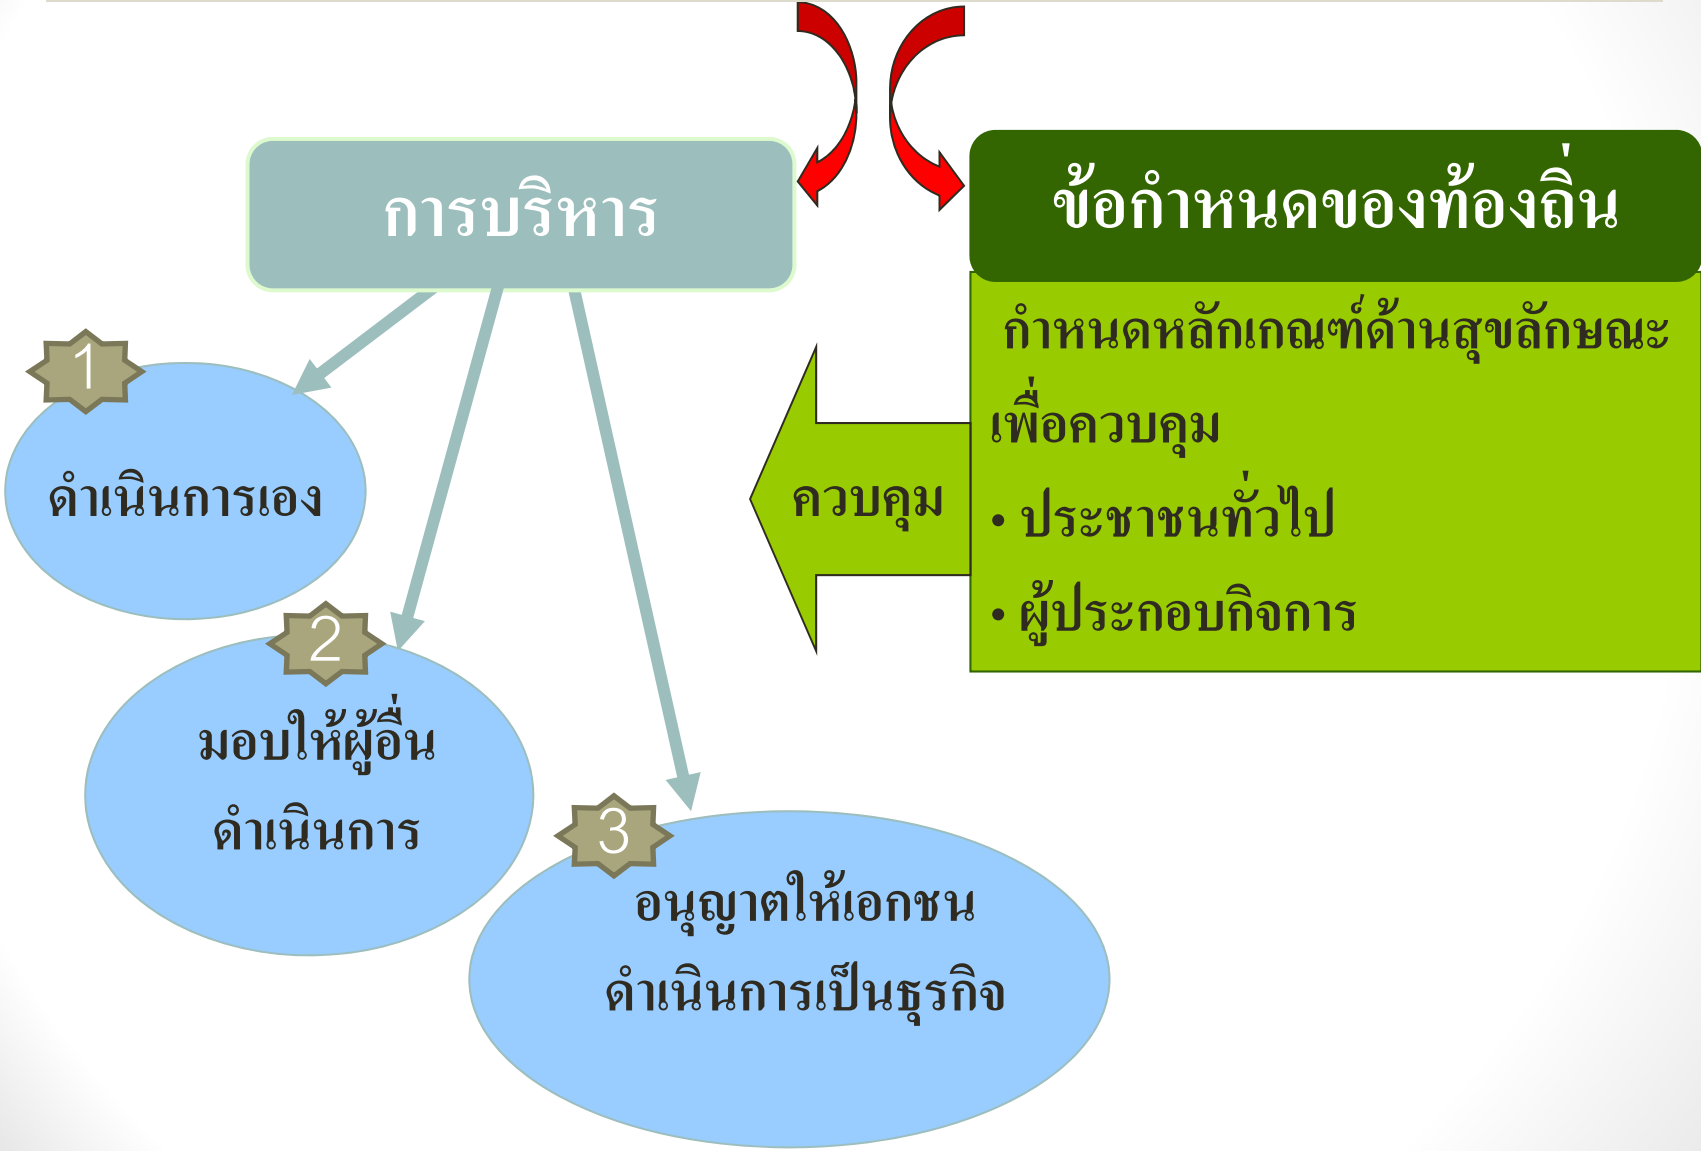 การบริหาร
1
ดำเนินการเอง
2
มอบให้ผู้อื่น
ดำเนินการ
3
อนุญาตให้เอกชน
ดำเนินการเป็นธุรกิจ
ควบคุม
ข้อกำหนดของท้องถิ่น
กำหนดหลักเกณฑ์ด้านสุขลักษณะ
เพื่อควบคุม
• ประชาชนทั่วไป
• ผู้ประกอบกิจการ